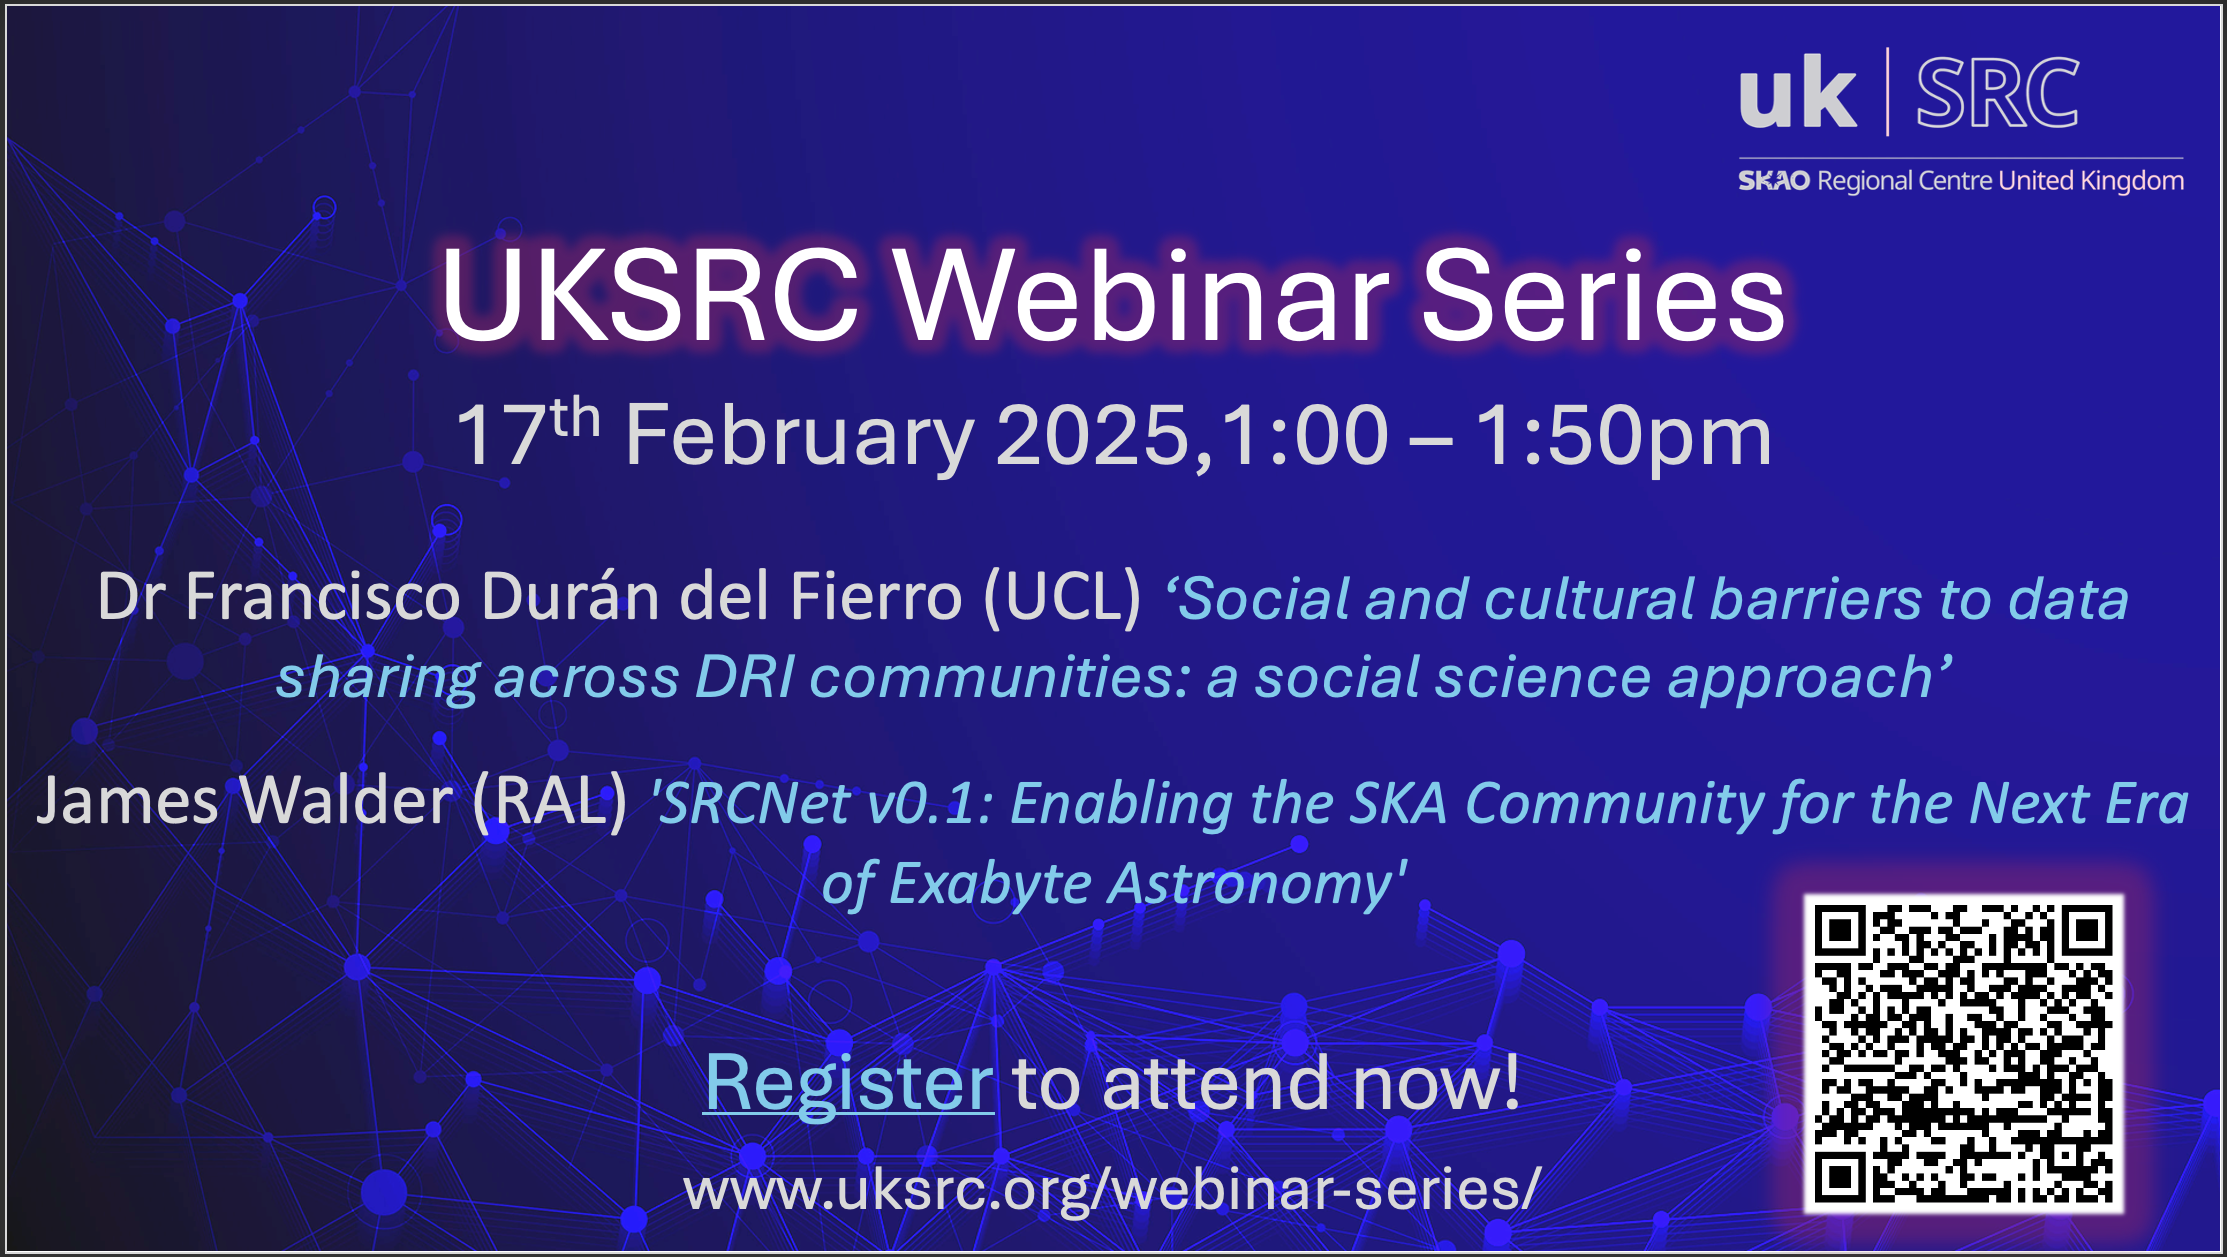 uk | SRC
SKAO Regional Centre United Kingdom
UKSRC Webinar Series
17th February 2025,1:00 – 1:50pm
Dr Francisco Durán del Fierro (UCL) ‘Social and cultural barriers to data
sharing across DRI communities: a social science approach’
James Walder (RAL) 'SRCNet v0.1: Enabling the SKA Community for the Next Era
of Exabyte Astronomy'
Register to attend now!
www.uksrc.org/webinar-series/